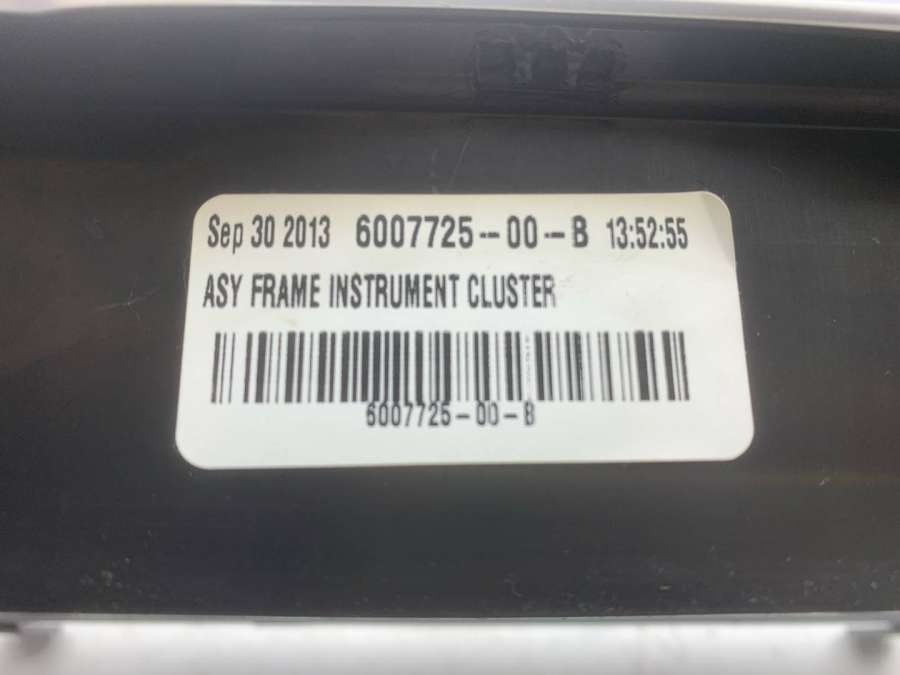 Sep 30 2013 6007725-00-B 13:52:55
ASY FRAME INSTRUMENT CLUSTER
6007725-00-B